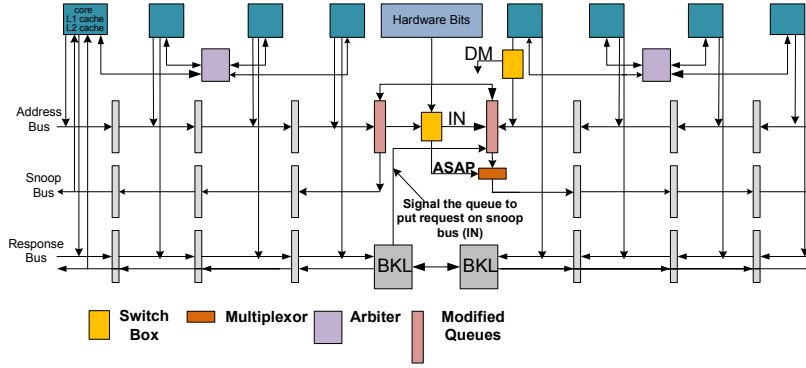 core
L1 cache
L2 cache
Hardware Bits
DM
Address
Bus
IN
Snoop
Bus
ASAP
Signal the queue to
put request on snoop
bus (IN)
Response
Bus
BKL
BKL
Switch
Box
Multiplexor
Arbiter
Modified
Queues